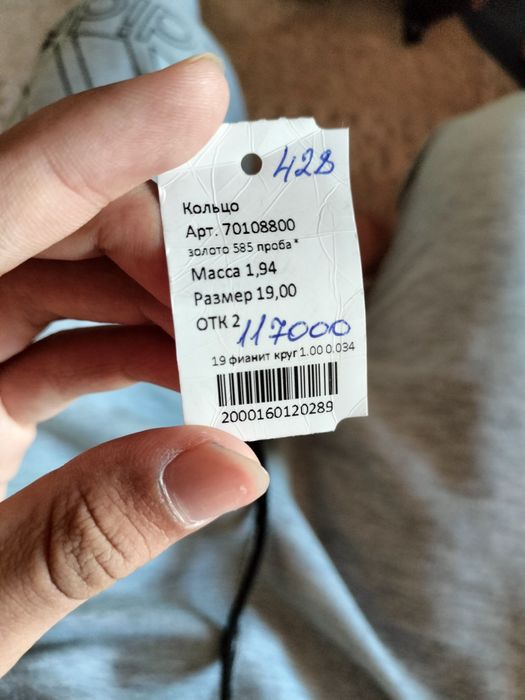 428
Кольцо
Арт. 70108800
золото 585 проба*
Масса 1,94
Размер 19,00
ОТК 2
117000
19 фианит круг 1.00 0.034
2000160120289